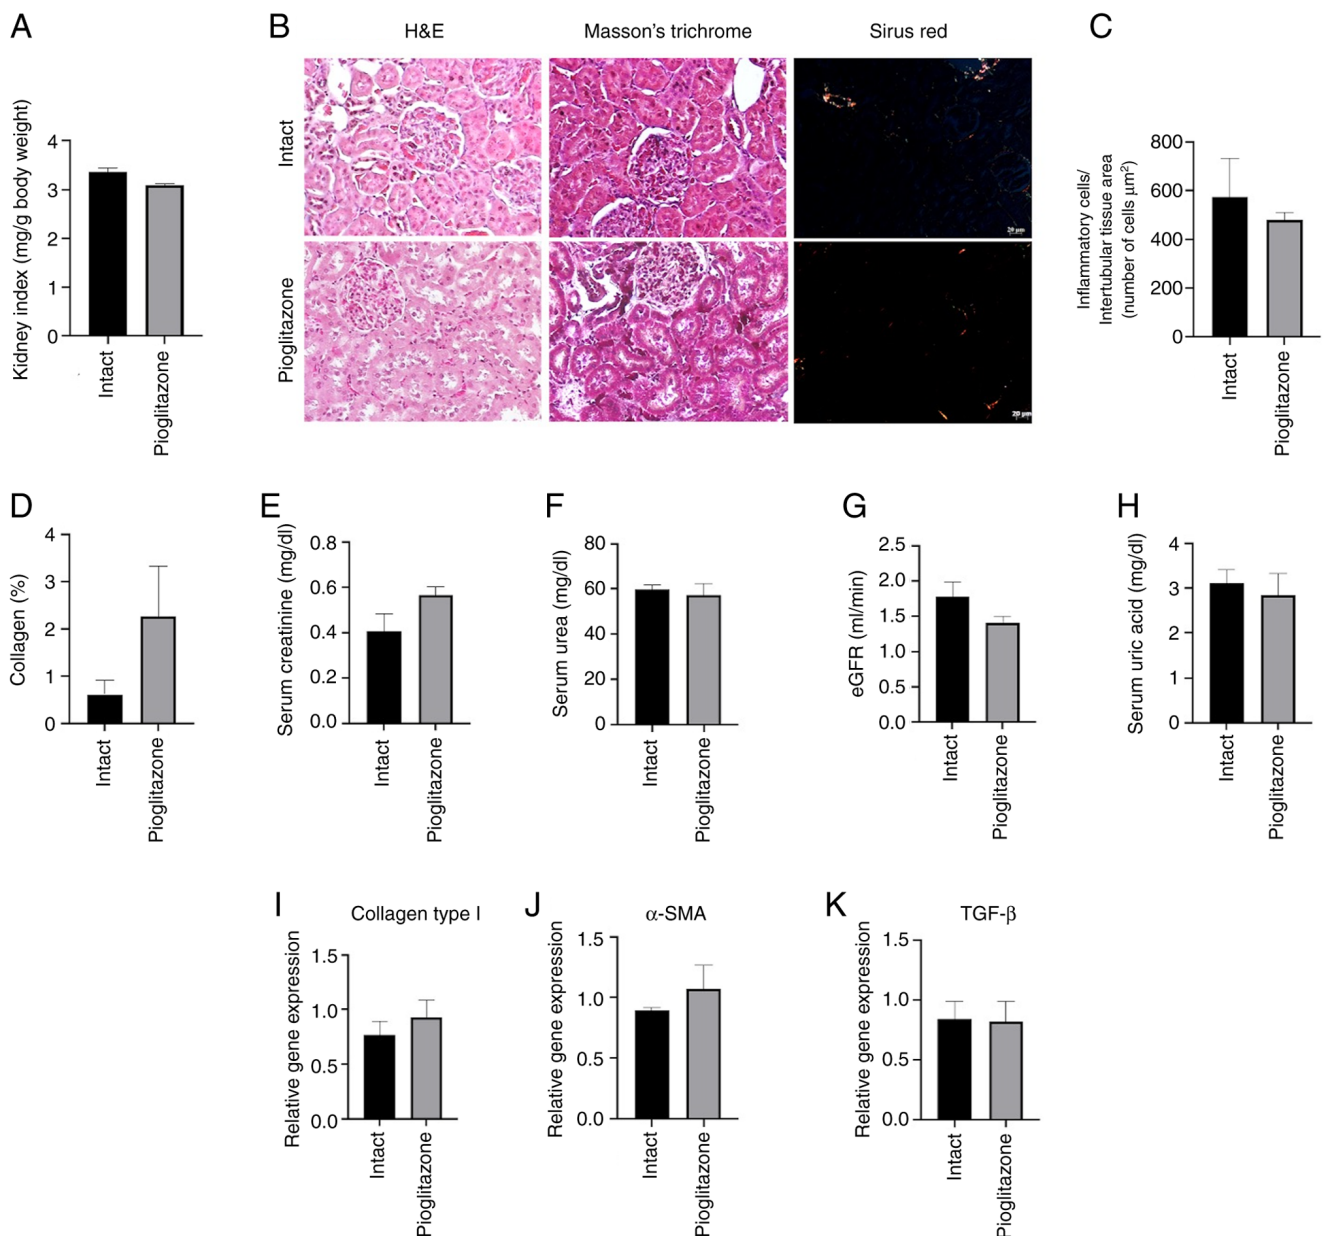 A
Kidney index (mg/g body weight)
4
3
2
1
0
Intact
Pioglitazone
B
H&E
Masson's trichrome
Sirus red
Intact
Pioglitazone
20 µm
20 µm
C
Inflammatory cells/
Intertubular tissue area
(number of cells µm²)
800
600
400
200
0
Intact
Pioglitazone
D
Collagen (%)
4
3
2
1
0
Intact
Pioglitazone
E
Serum creatinine (mg/dl)
0.8
0.6
0.4
0.2
0.0
Intact
Pioglitazone
F
Serum urea (mg/dl)
80
60
40
20
0
Intact
Pioglitazone
G
eGFR (ml/min)
2.5
2.0
1.5
1.0
0.5
0.0
Intact
Pioglitazone
H
Serum uric acid (mg/dl)
4
3
2
1
0
Intact
Pioglitazone
I
Collagen type I
Relative gene expression
1.5
1.0
0.5
0.0
Intact
Pioglitazone
J
α-SMA
Relative gene expression
1.5
1.0
0.5
0.0
Intact
Pioglitazone
K
TGF-β
Relative gene expression
1.5
1.0
0.5
0.0
Intact
Pioglitazone